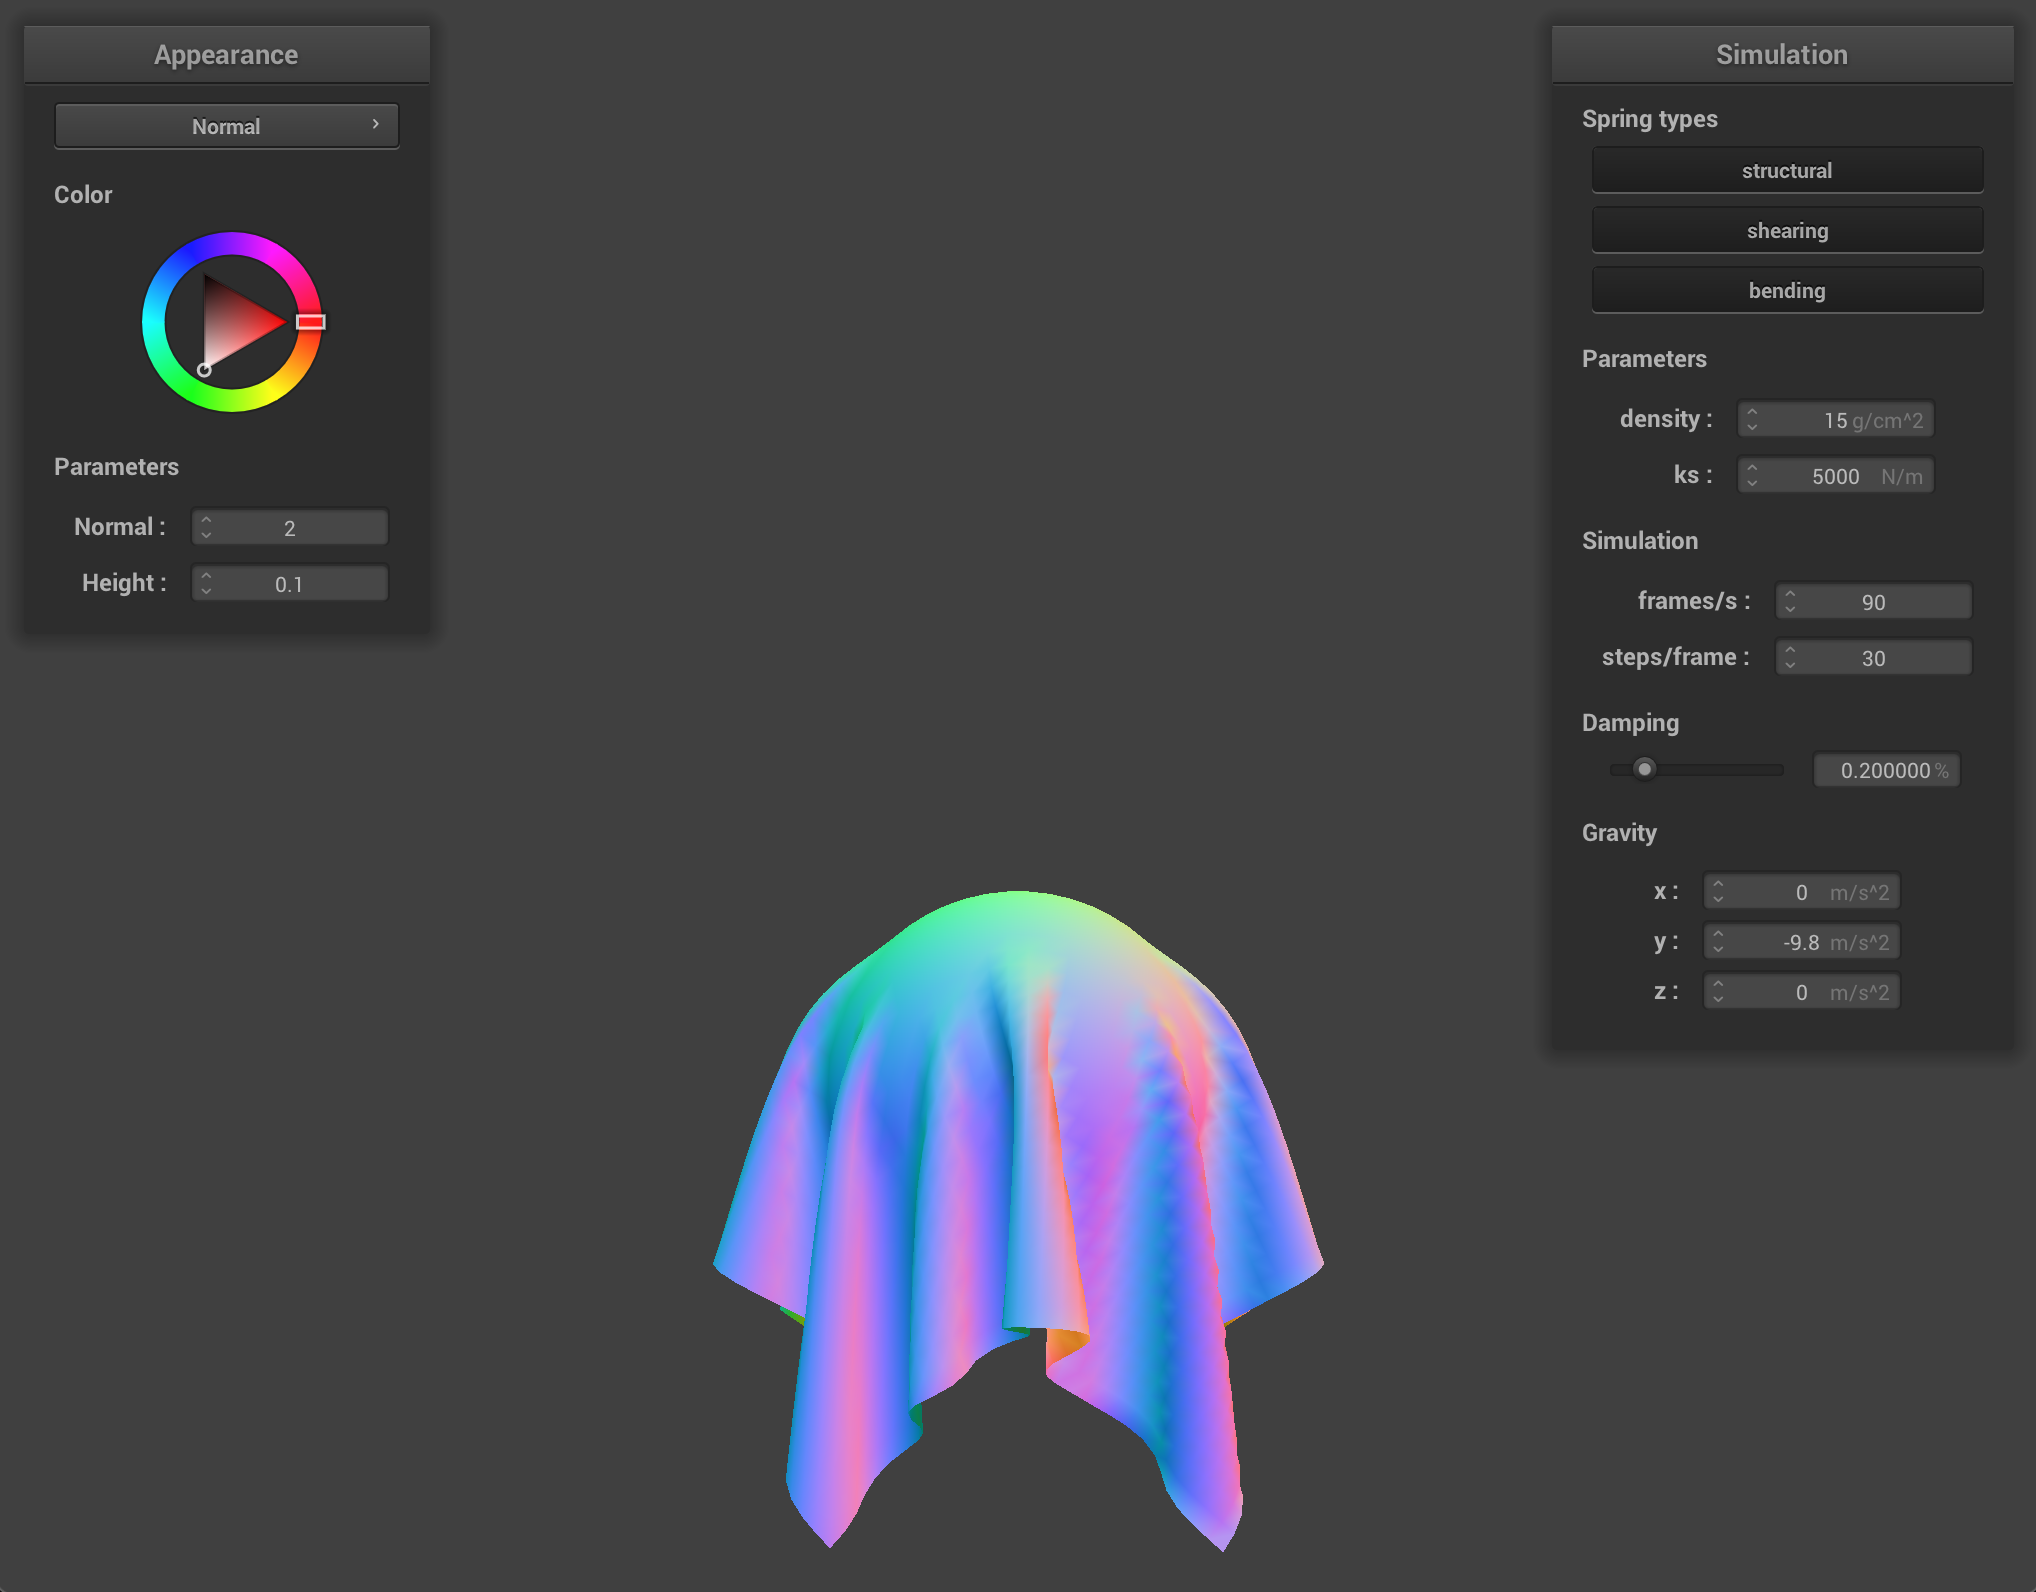 Appearance
Normal
Color
Parameters
Normal : 2
Height : 0.1
Simulation
Spring types
structural
shearing
bending
Parameters
density : 15 g/cm^2
ks : 5000 N/m
Simulation
frames/s : 90
steps/frame : 30
Damping
0.200000 %
Gravity
x : 0 m/s^2
y : -9.8 m/s^2
z : 0 m/s^2